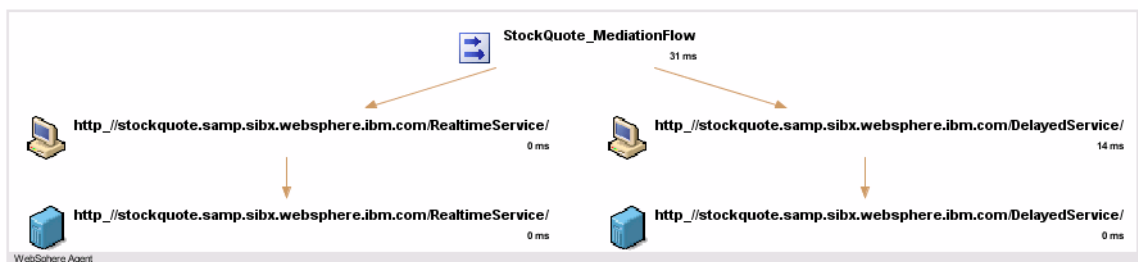 StockQuote_MediationFlow
31 ms
http_//stockquote.samp.sibx.websphere.ibm.com/RealtimeService/
0 ms
http_//stockquote.samp.sibx.websphere.ibm.com/DelayedService/
14 ms
http_//stockquote.samp.sibx.websphere.ibm.com/RealtimeService/
0 ms
http_//stockquote.samp.sibx.websphere.ibm.com/DelayedService/
0 ms
WebSphere Agent